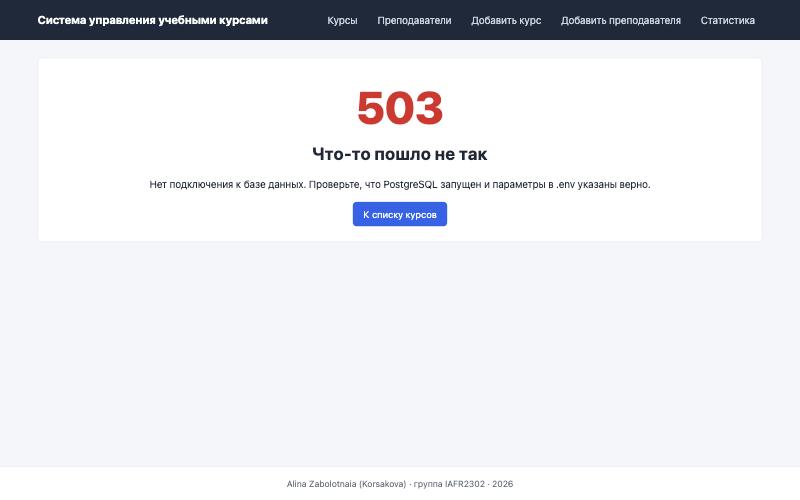 Система управления учебными курсами
Курсы Преподаватели Добавить курс Добавить преподавателя Статистика
503
Что-то пошло не так
Нет подключения к базе данных. Проверьте, что PostgreSQL запущен и параметры в .env указаны верно.
К списку курсов
Alina Zabolotnaia (Korsakova) · группа IAFR2302 · 2026